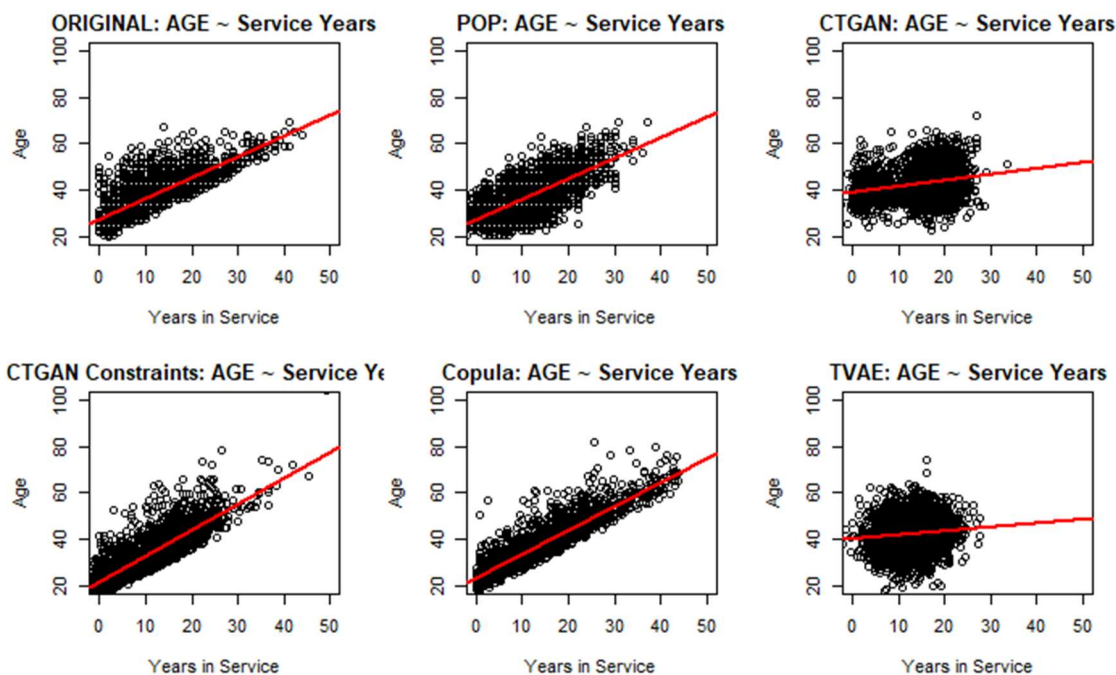 ORIGINAL: AGE ~ Service Years
Age
100
80
60
40
20
0 10 20 30 40 50
Years in Service
POP: AGE ~ Service Years
Age
100
80
60
40
20
0 10 20 30 40 50
Years in Service
CTGAN: AGE ~ Service Years
Age
100
80
60
40
20
0 10 20 30 40 50
Years in Service
CTGAN Constraints: AGE ~ Service Ye
Age
100
80
60
40
20
0 10 20 30 40 50
Years in Service
Copula: AGE ~ Service Years
Age
100
80
60
40
20
0 10 20 30 40 50
Years in Service
TVAE: AGE ~ Service Years
Age
100
80
60
40
20
0 10 20 30 40 50
Years in Service